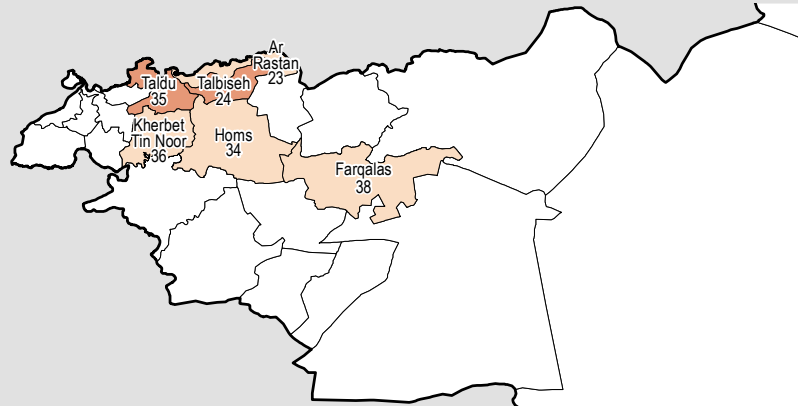 Ar
Rastan
23
Taldu
35
Talbiseh
24
Kherbet
Tin Noor
36
Homs
34
Farqalas
38